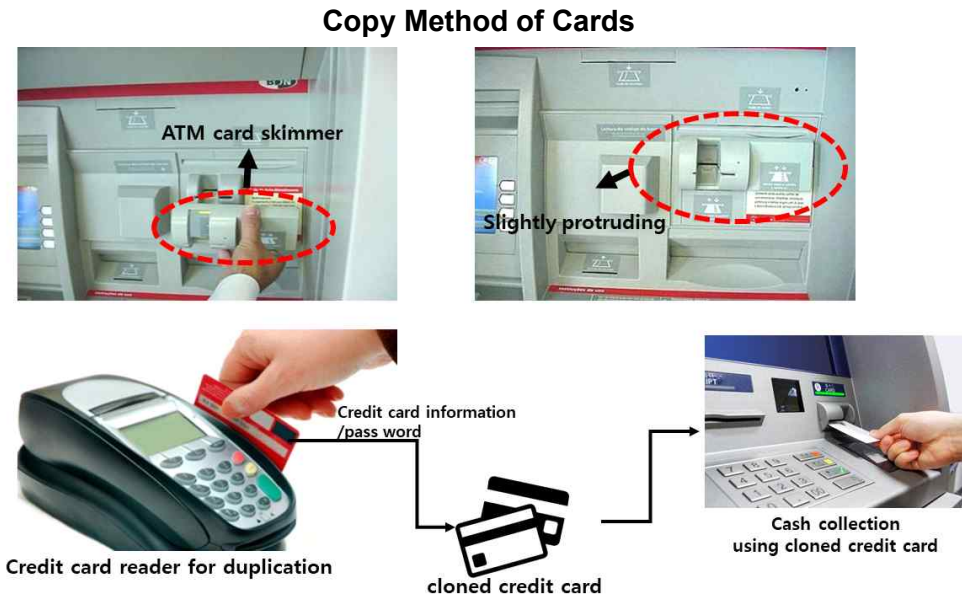 Copy Method of Cards
ATM card skimmer
Slightly protruding
Credit card information
/pass word
Credit card reader for duplication
cloned credit card
Cash collection
using cloned credit card